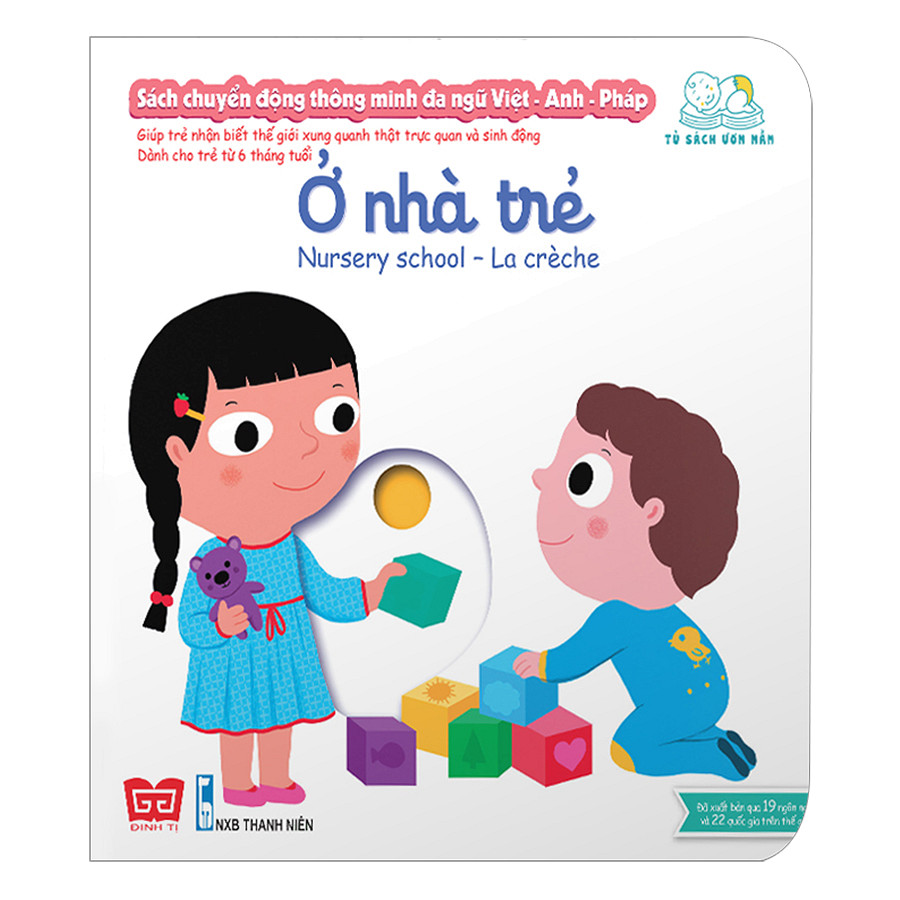 Sách chuyển động thông minh đa ngữ Việt - Anh - Pháp
Giúp trẻ nhận biết thế giới xung quanh thật trực quan và sinh động
Dành cho trẻ từ 6 tháng tuổi
TỦ SÁCH ƯƠM MẦM
Ở nhà trẻ
Nursery school – La crèche
ĐINH TỊ
NXB THANH NIÊN
Đã xuất bản qua 19 ngôn
và 22 quốc gia trên thế